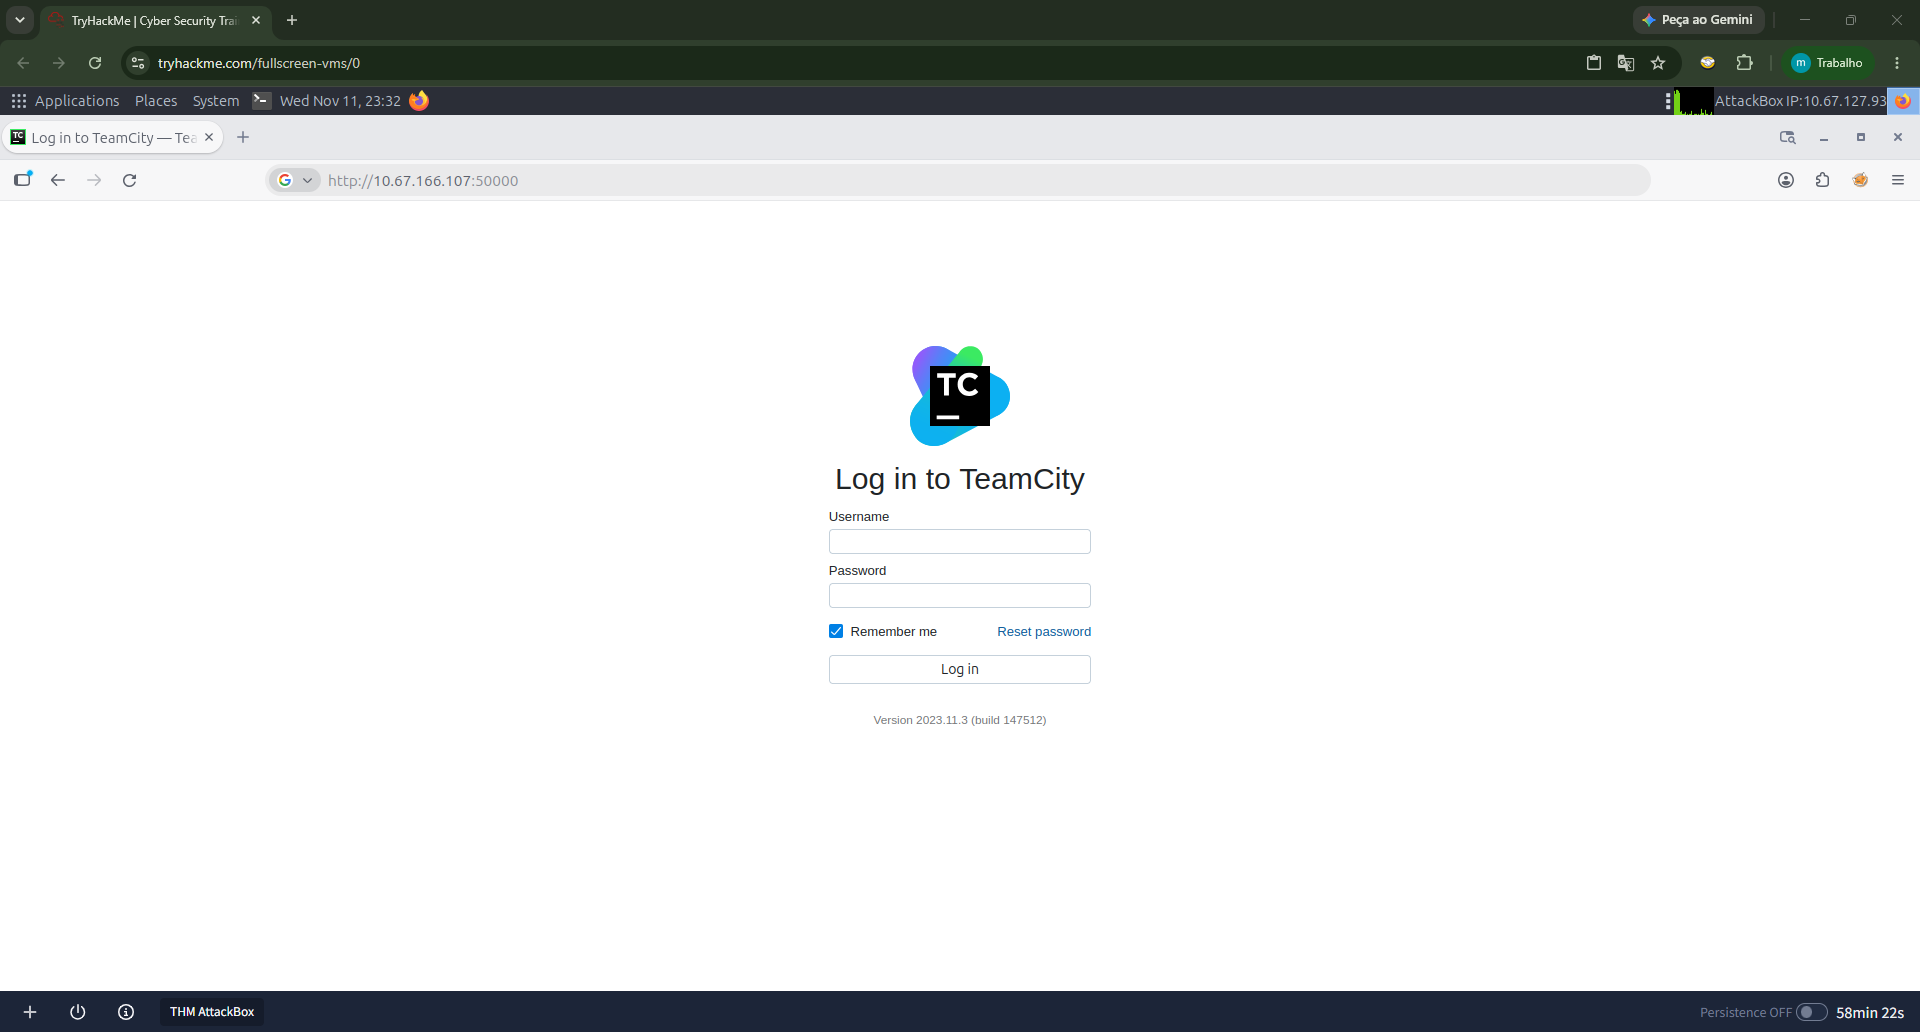 TryHackMe | Cyber Security Trai
Peça ao Gemini
tryhackme.com/fullscreen-vms/0
m Trabalho
Applications Places System Wed Nov 11, 23:32
AttackBox IP:10.67.127.93
TC Log in to TeamCity — Tea
http://10.67.166.107:50000
TC
Log in to TeamCity
Username
Password
Remember me Reset password
Log in
Version 2023.11.3 (build 147512)
THM AttackBox
Persistence OFF 58min 22s